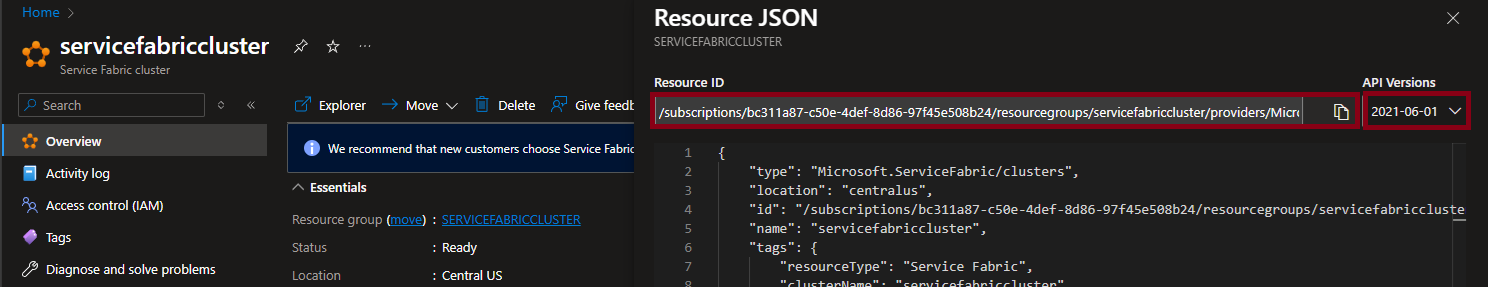 Home
servicefabriccluster
Service Fabric cluster
Search
Overview
Activity log
Access control (IAM)
Tags
Diagnose and solve problems
Explorer Move Delete Give feedb
We recommend that new customers choose Service Fabric
Essentials
Resource group (move) : SERVICEFABRICCLUSTER
Status : Ready
Location : Central US
Resource JSON
SERVICEFABRICCLUSTER
Resource ID API Versions
/subscriptions/bc311a87-c50e-4def-8d86-97f45e508b24/resourcegroups/servicefabriccluster/providers/Micro 2021-06-01
1 {
2 "type": "Microsoft.ServiceFabric/clusters",
3 "location": "centralus",
4 "id": "/subscriptions/bc311a87-c50e-4def-8d86-97f45e508b24/resourcegroups/servicefabricclusте
5 "name": "servicefabriccluster",
6 "tags": {
7 "resourceType": "Service Fabric",
8 "clusterName": "servicefabriccluster"